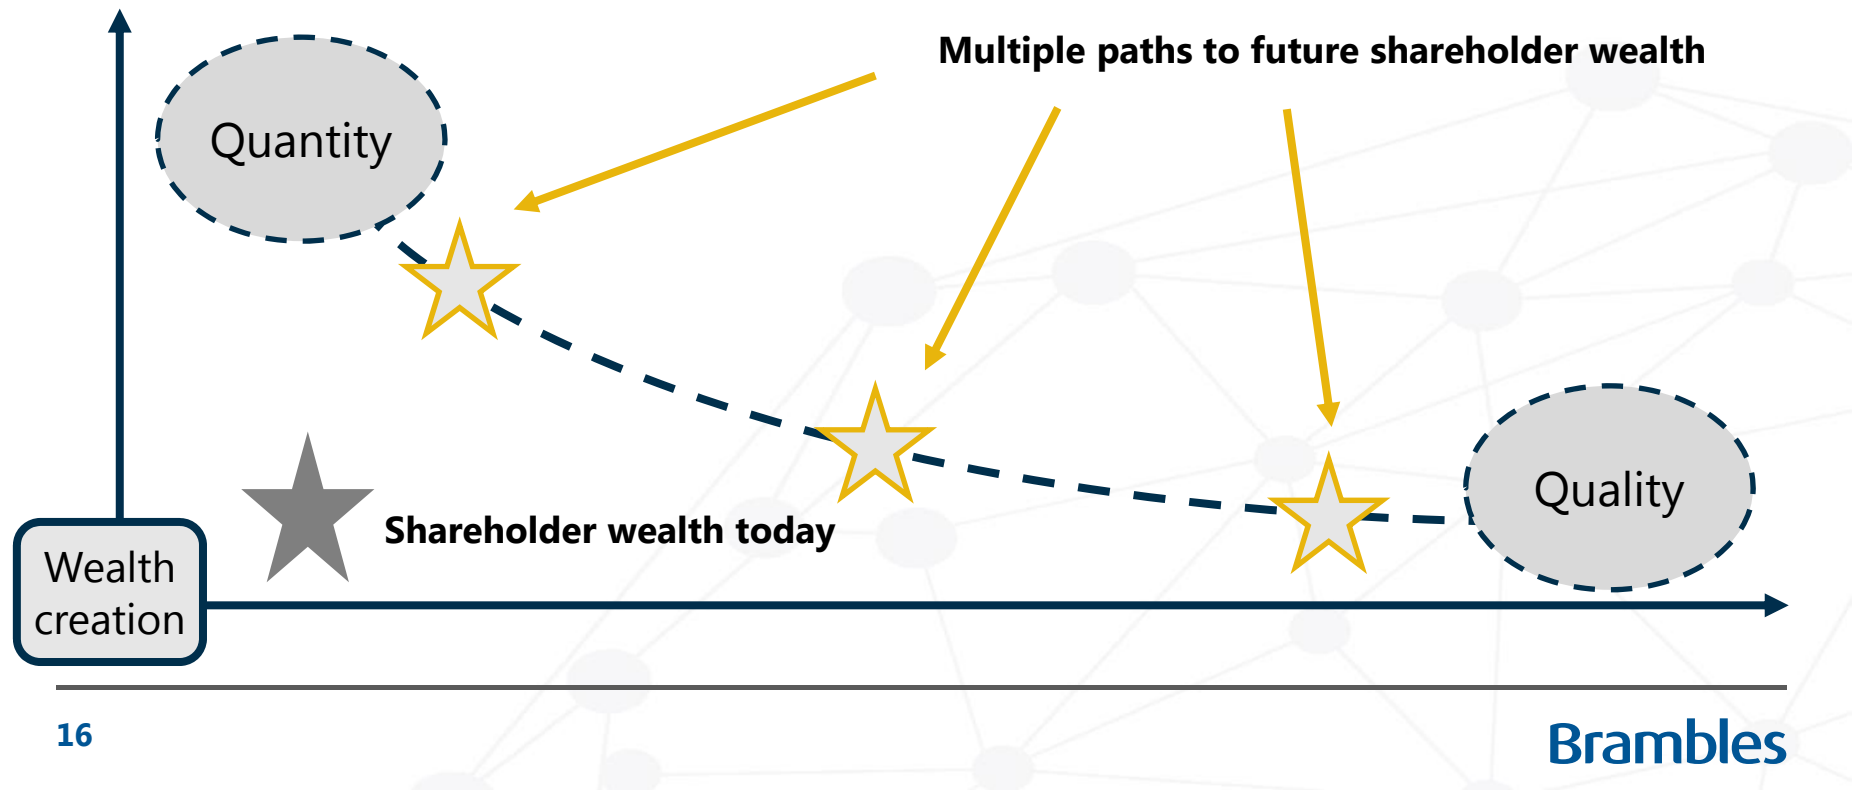 Multiple paths to future shareholder wealth
Quantity
Quality
Shareholder wealth today
Wealth
creation
16
Brambles